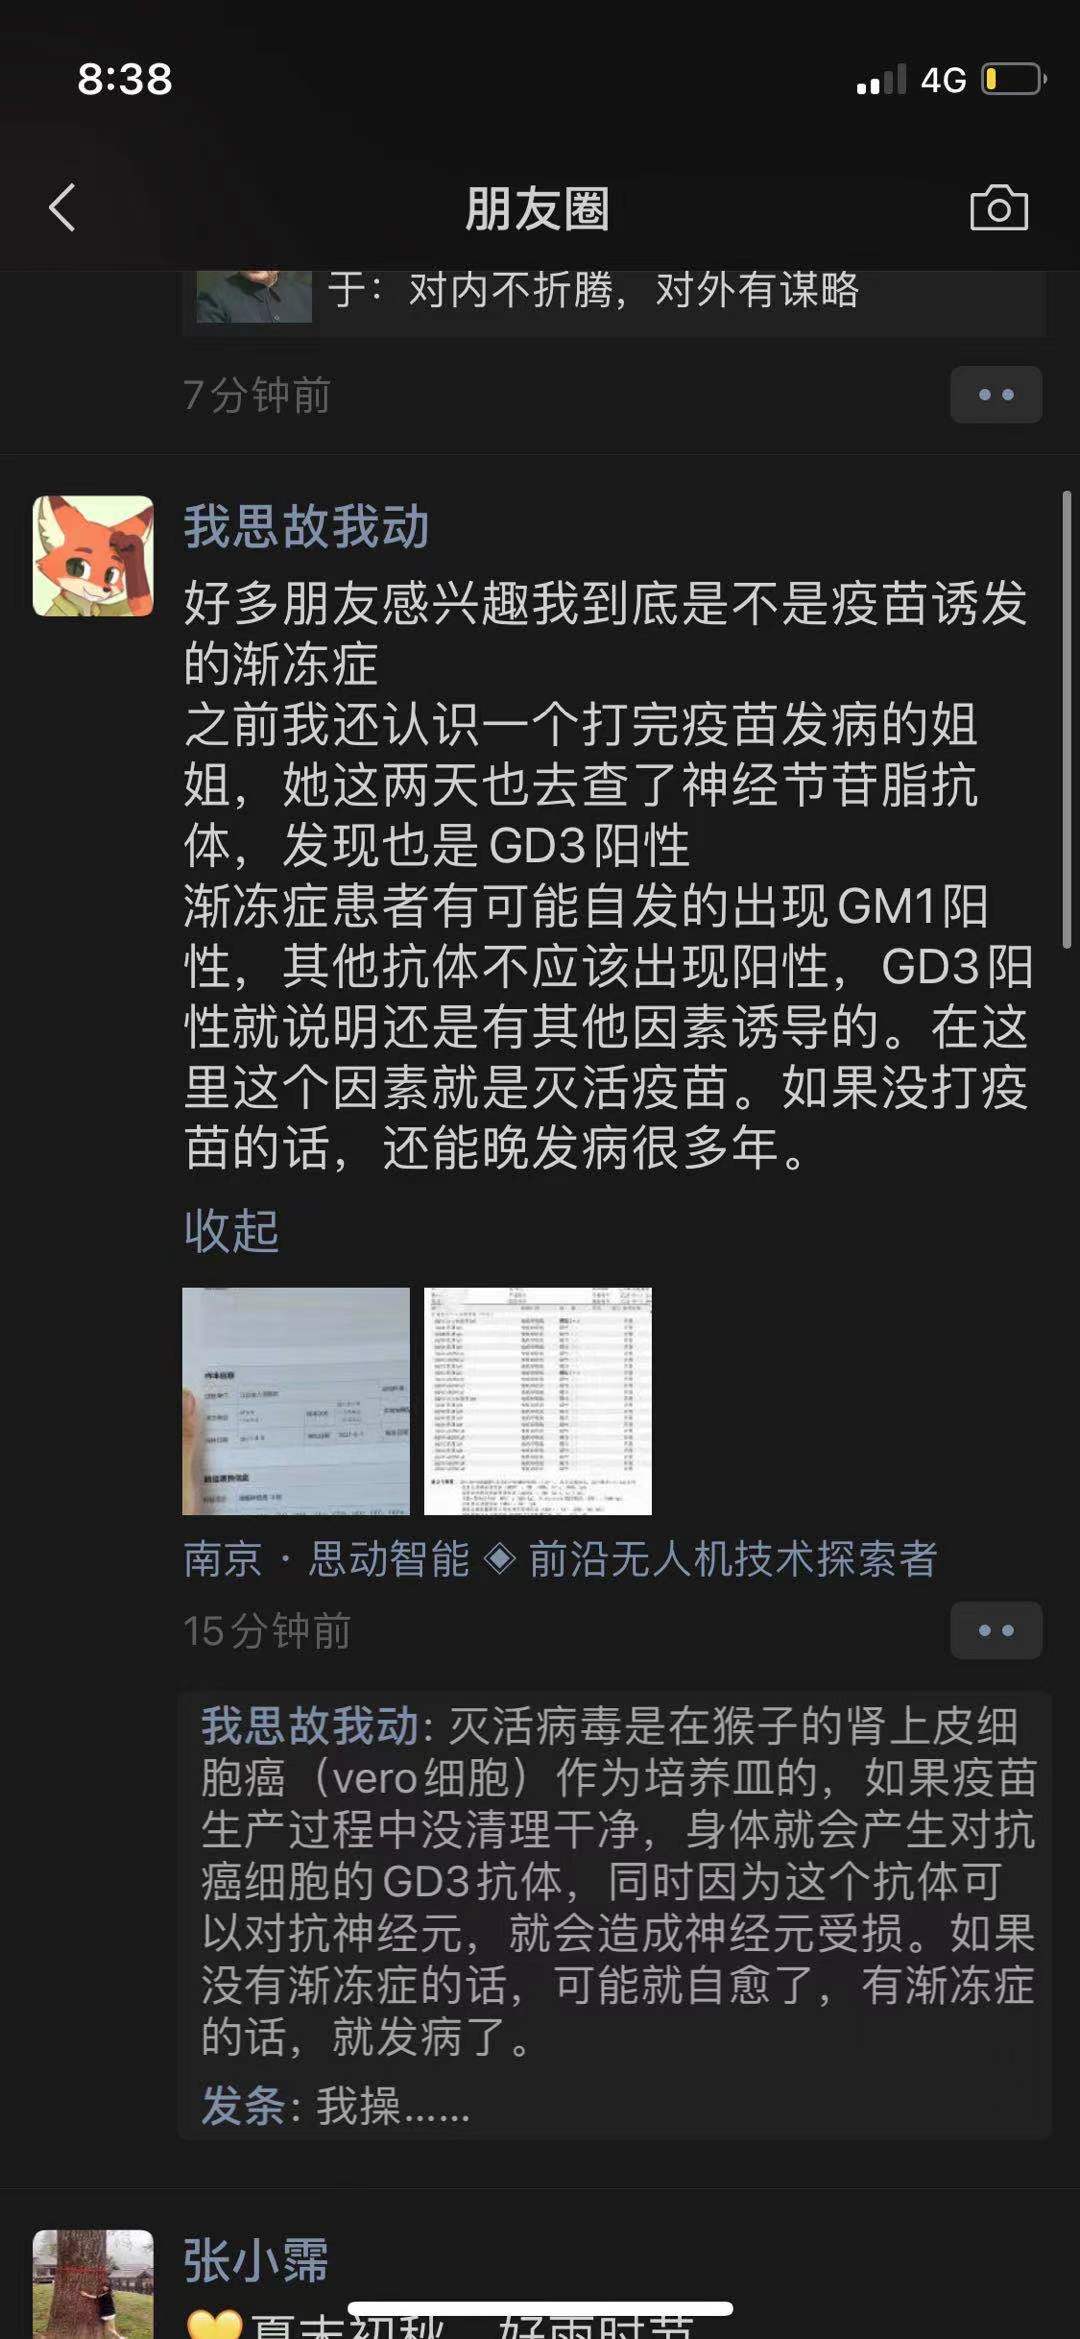 8:38
4G
朋友圈
于：对内不折腾，对外有谋略
7分钟前
我思故我动
好多朋友感兴趣我到底是不是疫苗诱发
的渐冻症
之前我还认识一个打完疫苗发病的姐
姐，她这两天也去查了神经节苷脂抗
体，发现也是GD3阳性
渐冻症患者有可能自发的出现GM1阳
性，其他抗体不应该出现阳性，GD3阳
性就说明还是有其他因素诱导的。在这
里这个因素就是灭活疫苗。如果没打疫
苗的话，还能晚发病很多年。
收起
南京 · 思动智能 ◈ 前沿无人机技术探索者
15分钟前
我思故我动：灭活病毒是在猴子的肾上皮细
胞癌（vero细胞）作为培养皿的，如果疫苗
生产过程中没清理干净，身体就会产生对抗
癌细胞的GD3抗体，同时因为这个抗体可
以对抗神经元，就会造成神经元受损。如果
没有渐冻症的话，可能就自愈了，有渐冻症
的话，就发病了。
发条：我操……
张小霈
夏末初秋，好雨时节